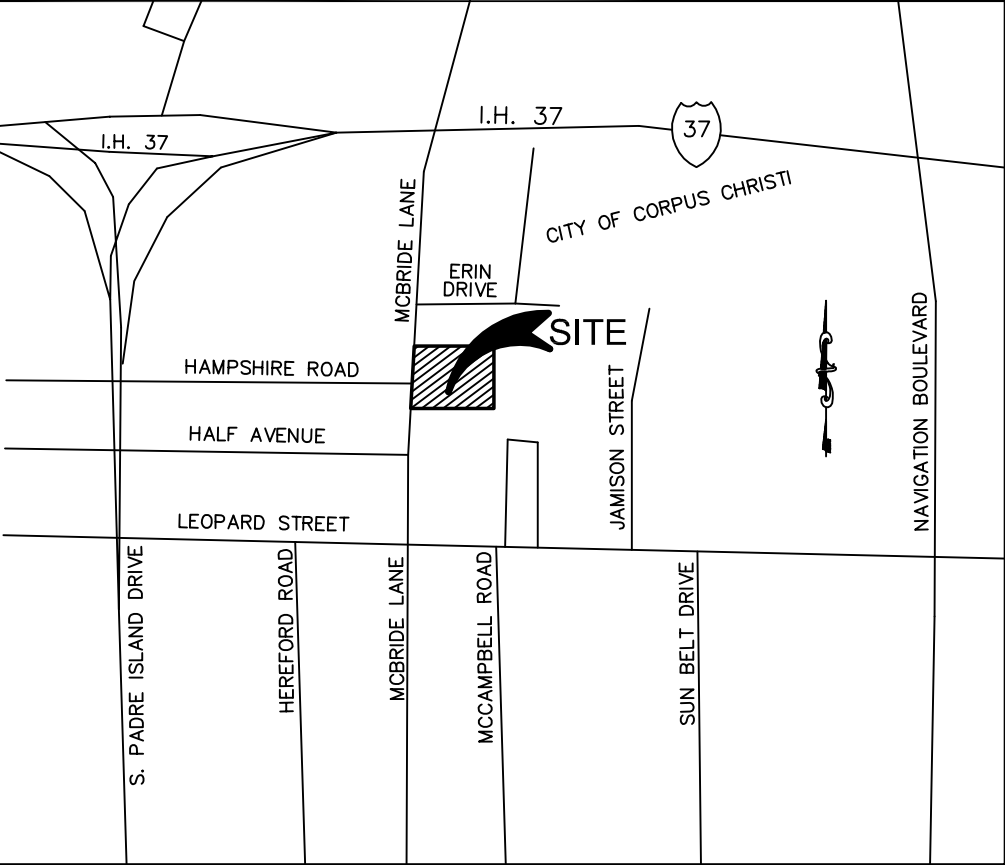 I.H. 37
37
I.H. 37
CITY OF CORPUS CHRISTI
MCBRIDE LANE
ERIN
DRIVE
SITE
NAVIGATION BOULEVARD
HAMPSHIRE ROAD
JAMISON STREET
HALF AVENUE
LEOPARD STREET
S. PADRE ISLAND DRIVE
HEREFORD ROAD
MCBRIDE LANE
MCCAMPBELL ROAD
SUN BELT DRIVE